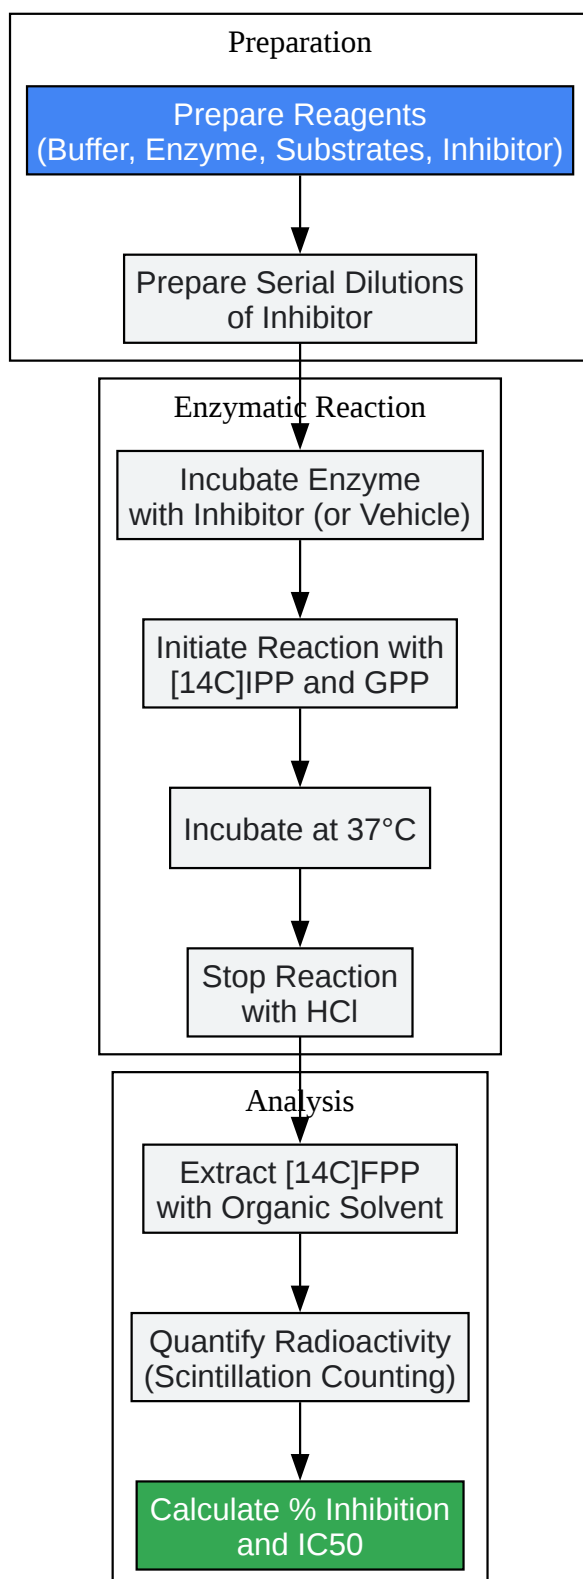 Preparation
Prepare Reagents
(Buffer, Enzyme, Substrates, Inhibitor)
Prepare Serial Dilutions
of Inhibitor
Enzymatic Reaction
Incubate Enzyme
with Inhibitor (or Vehicle)
Initiate Reaction with
[14C]IPP and GPP
Incubate at 37°C
Stop Reaction
with HCl
Analysis
Extract [14C]FPP
with Organic Solvent
Quantify Radioactivity
(Scintillation Counting)
Calculate % Inhibition
and IC50